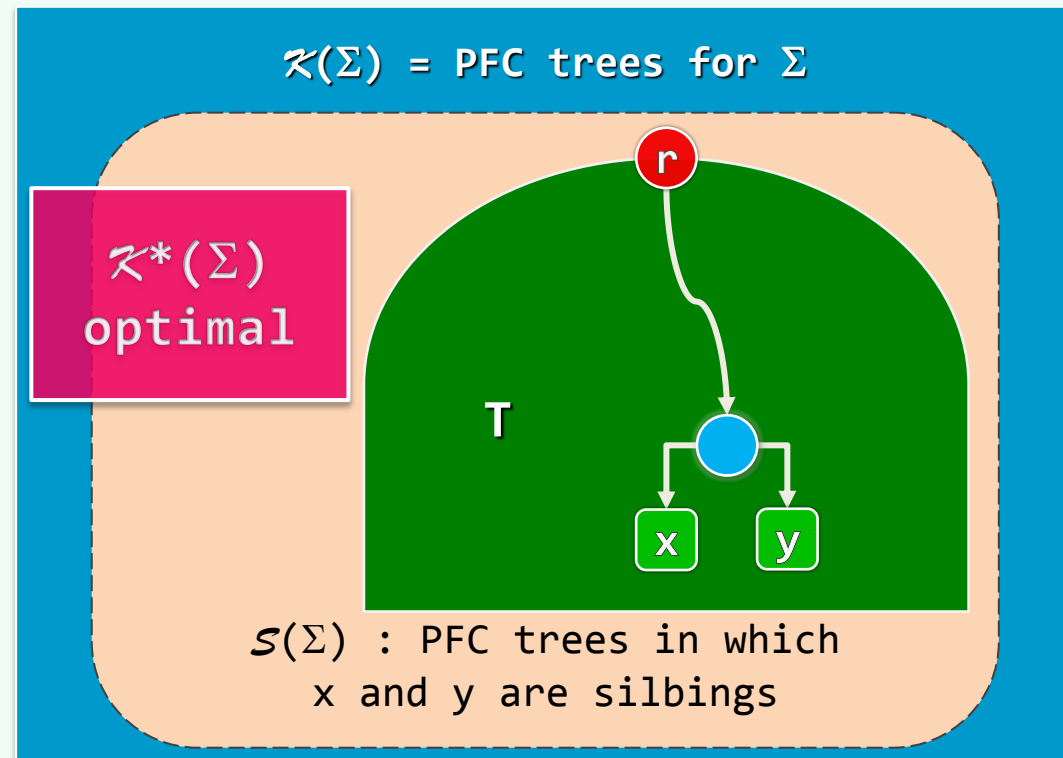 𝒦(Σ) = PFC trees for Σ
r
𝒦*(Σ)
optimal
T
x y
𝒮(Σ) : PFC trees in which
x and y are silbings